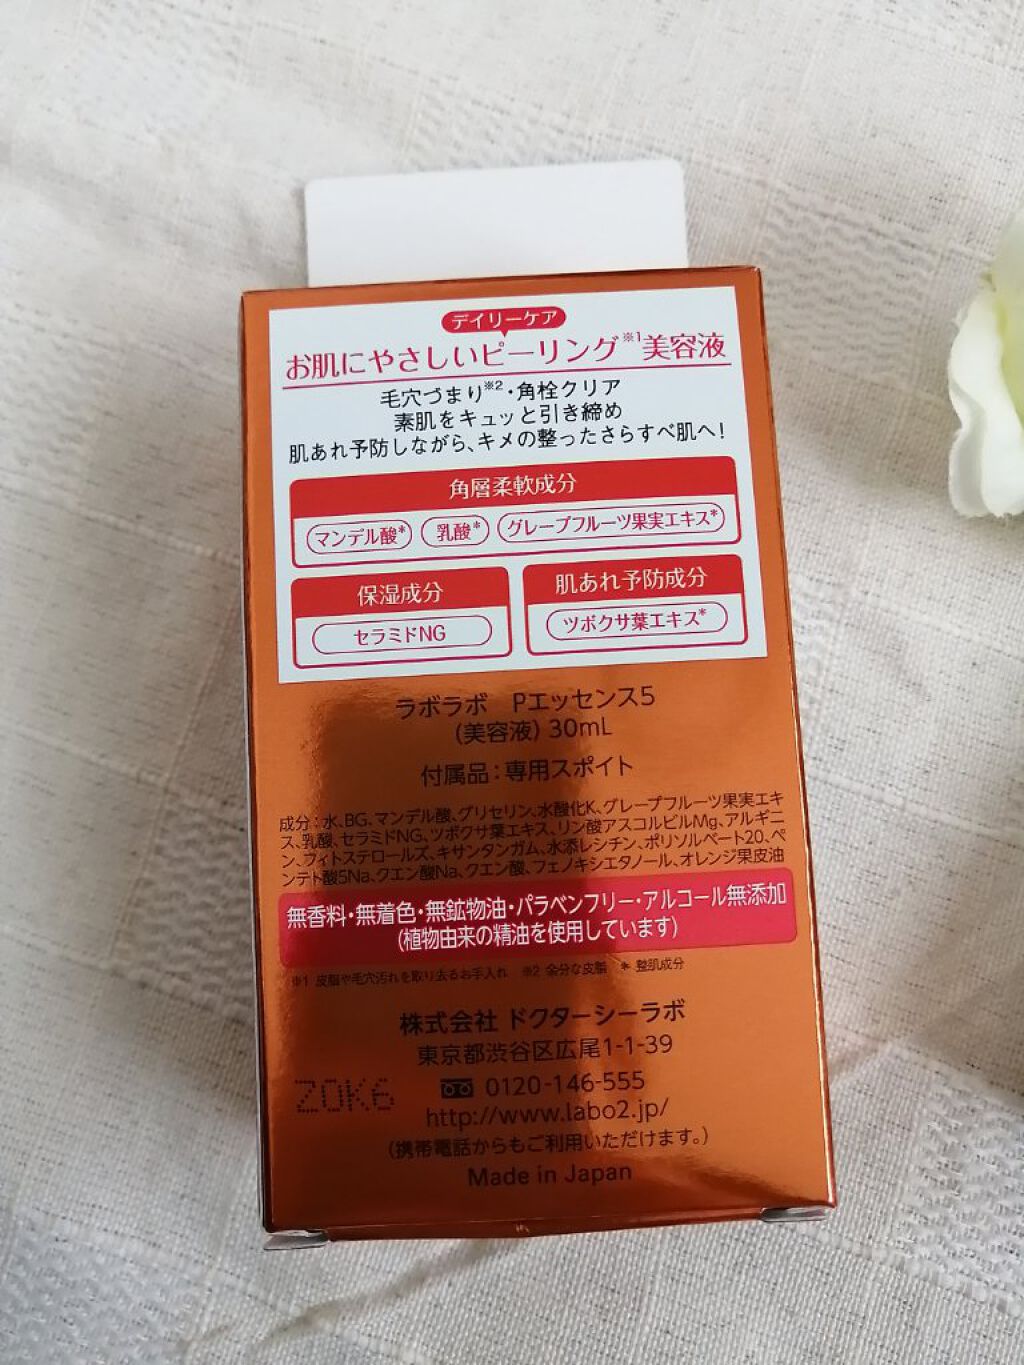 デイリーケア
お肌にやさしいピーリング※1美容液
毛穴づまり※2・角栓クリア
素肌をキュッと引き締め
肌あれ予防しながら、キメの整ったさらすべ肌へ!
角層柔軟成分
マンデル酸* 乳酸* グレープフルーツ果実エキス*
保湿成分
セラミドNG
肌あれ予防成分
ツボクサ葉エキス*
ラボラボ Pエッセンス5
(美容液) 30mL
付属品:専用スポイト
成分:水、BG、マンデル酸、グリセリン、水酸化K、グレープフルーツ果実エキ
ス、乳酸、セラミドNG、ツボクサ葉エキス、リン酸アスコルビルMg、アルギニ
ン、フィトステロールズ、キサンタンガム、水添レシチン、ポリソルベート20、ペ
ンテト酸5Na、クエン酸Na、クエン酸、フェノキシエタノール、オレンジ果皮油
無香料・無着色・無鉱物油・パラベンフリー・アルコール無添加
(植物由来の精油を使用しています)
※1 皮脂や毛穴汚れを取り去るお手入れ ※2 余分な皮脂 * 整肌成分
株式会社 ドクターシーラボ
東京都渋谷区広尾1-1-39
0120-146-555
http://www.labo2.jp/
(携帯電話からもご利用いただけます。)
Made in Japan
ZOK6